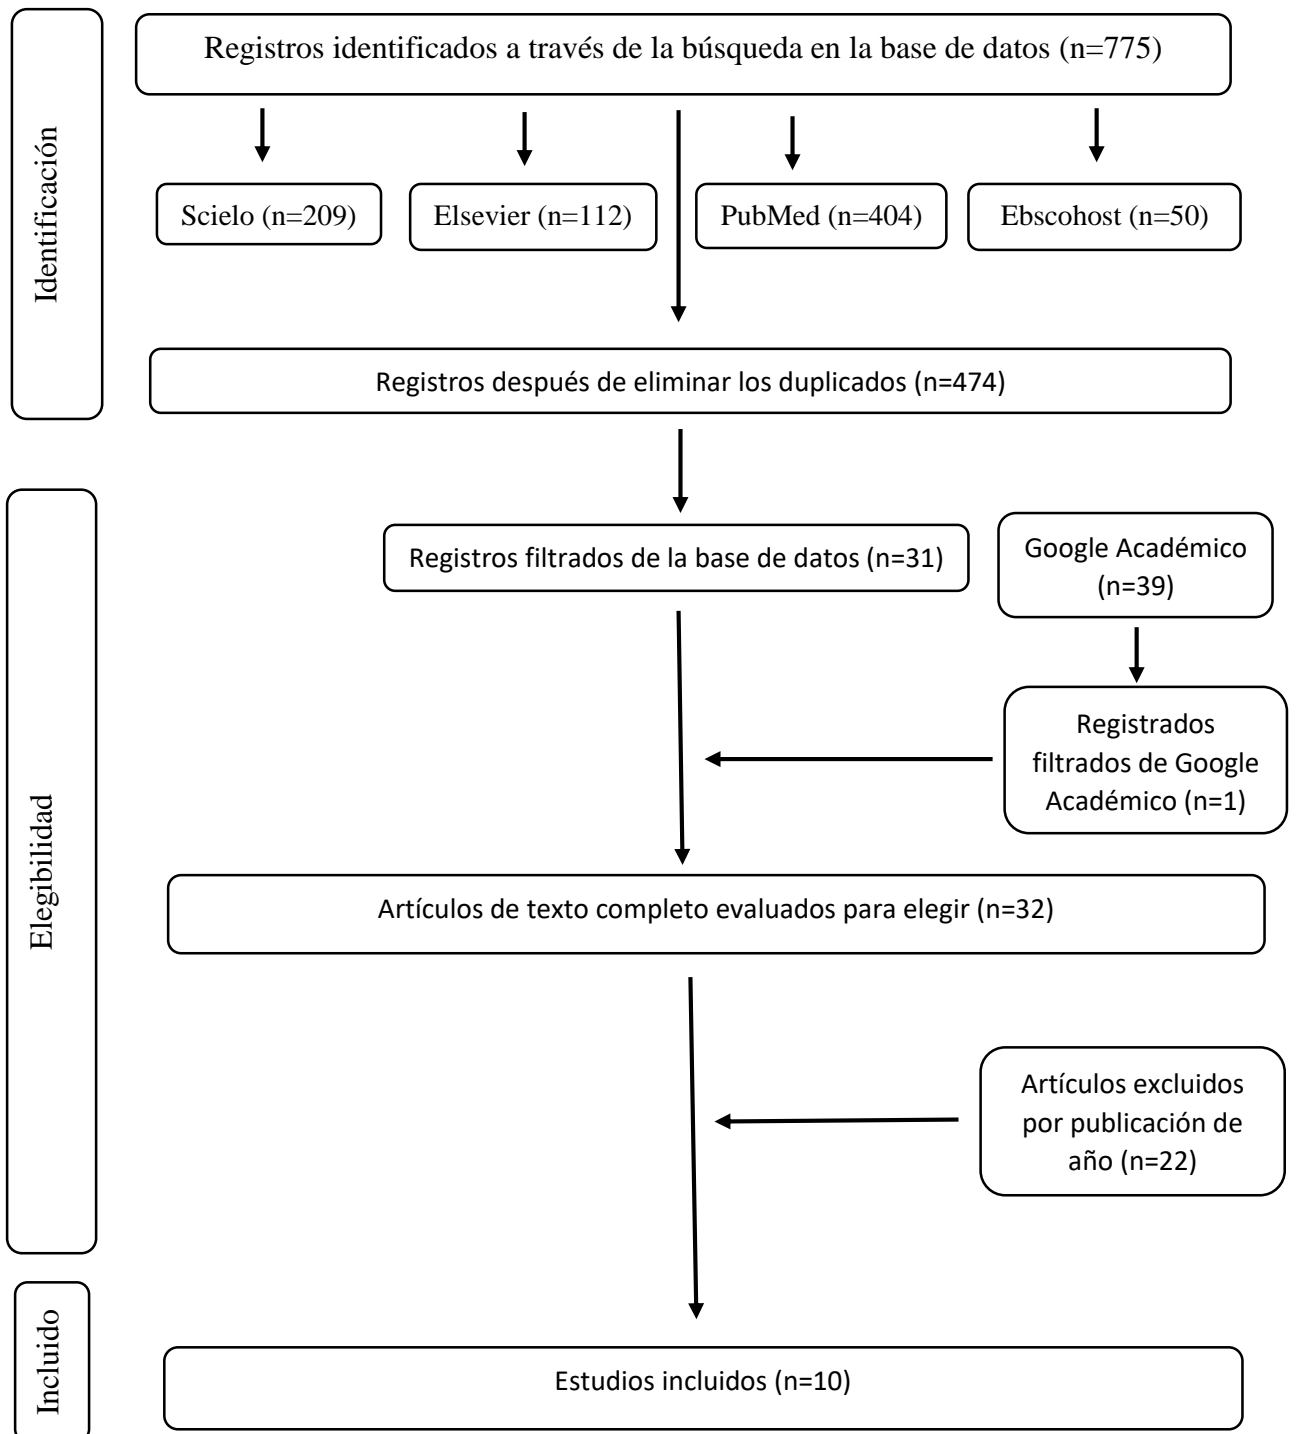 Identificación
Registros identificados a través de la búsqueda en la base de datos (n=775)
Scielo (n=209)
Elsevier (n=112)
PubMed (n=404)
Ebscohost (n=50)
Registros después de eliminar los duplicados (n=474)
Elegibilidad
Registros filtrados de la base de datos (n=31)
Google Académico
(n=39)
Registrados
filtrados de Google
Académico (n=1)
Artículos de texto completo evaluados para elegir (n=32)
Artículos excluidos
por publicación de
año (n=22)
Incluido
Estudios incluidos (n=10)